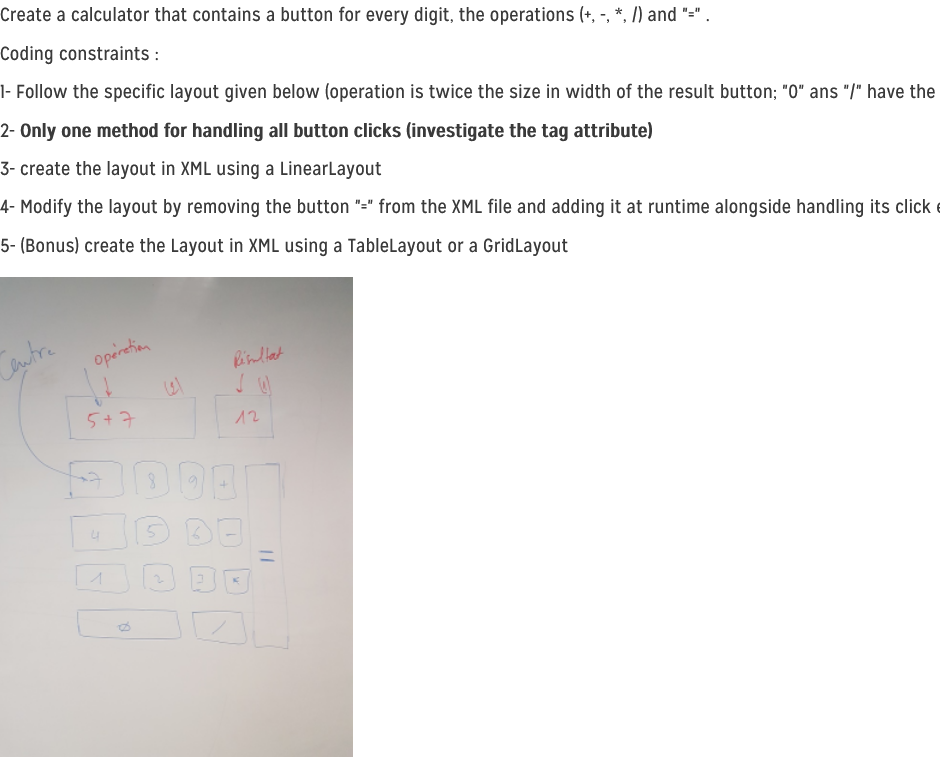 Create a calculator that contains a button for every digit, the operations (+, -, *, /) and "=" .
Coding constraints :
1- Follow the specific layout given below (operation is twice the size in width of the result button; "0" ans "/" have the
2- Only one method for handling all button clicks (investigate the tag attribute)
3- create the layout in XML using a LinearLayout
4- Modify the layout by removing the button "=" from the XML file and adding it at runtime alongside handling its click
5- (Bonus) create the Layout in XML using a TableLayout or a GridLayout
Centre opération Résultat
(2) (1)
5+7 12
7 8 9 +
4 5 6 -
=
1 2 3 *
0 /